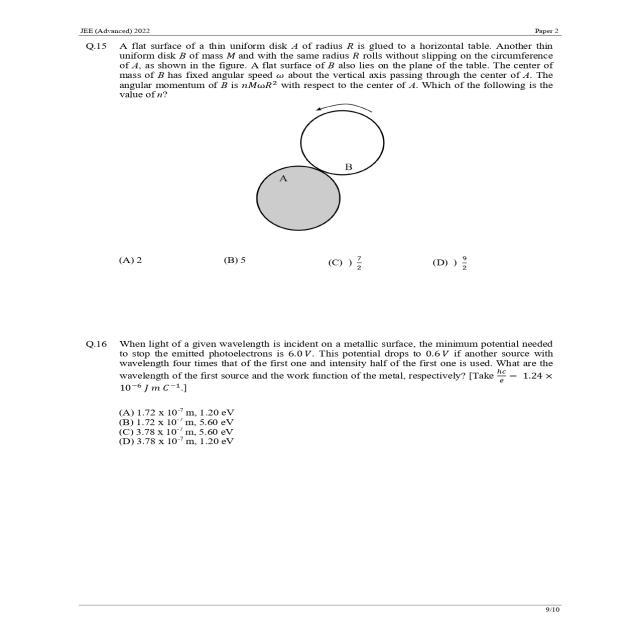 JEE (Advanced) 2022 Paper 2
Q.15 A flat surface of a thin uniform disk A of radius R is glued to a horizontal table. Another thin
uniform disk B of mass M and with the same radius R rolls without slipping on the circumference
of A, as shown in the figure. A flat surface of B also lies on the plane of the table. The center of
mass of B has fixed angular speed ω about the vertical axis passing through the center of A. The
angular momentum of B is nMωR² with respect to the center of A. Which of the following is the
value of n?
B
A
(A) 2 (B) 5 (C) ) 7/2 (D) ) 9/2
Q.16 When light of a given wavelength is incident on a metallic surface, the minimum potential needed
to stop the emitted photoelectrons is 6.0 V. This potential drops to 0.6 V if another source with
wavelength four times that of the first one and intensity half of the first one is used. What are the
wavelength of the first source and the work function of the metal, respectively? [Take hc/e − 1.24 ×
10⁻⁶ J m C⁻¹.]
(A) 1.72 x 10⁻⁷ m, 1.20 eV
(B) 1.72 x 10⁻⁷ m, 5.60 eV
(C) 3.78 x 10⁻⁷ m, 5.60 eV
(D) 3.78 x 10⁻⁷ m, 1.20 eV
9/10